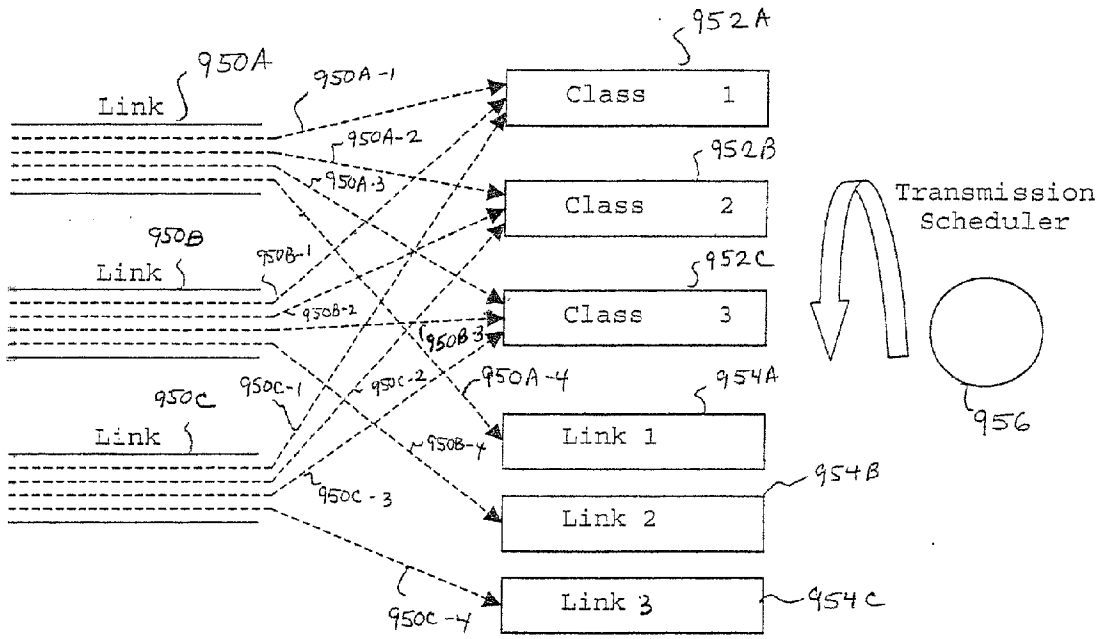 952A
950A
950A-1
Link
Class 1
950A-2
952B
950A-3
Class 2
Transmission
Scheduler
950B
950B-1
952C
Link
950B-2
Class 3
950B-3
950C-1
950C-2
950A-4
954A
950C
956
Link
950B-4
Link 1
954B
950C-3
Link 2
950C-4
Link 3
954C